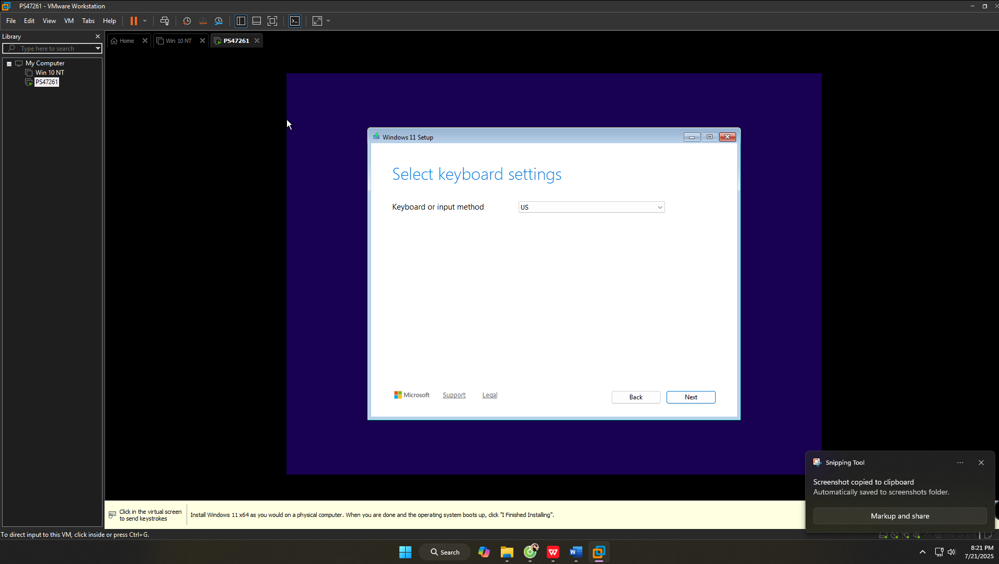 PS47261 - VMware Workstation
File Edit View VM Tabs Help
Library
Type here to search
My Computer
Win 10 NT
PS47261
Home
Win 10 NT
PS47261
Windows 11 Setup
Select keyboard settings
Keyboard or input method
US
Microsoft
Support
Legal
Back
Next
Snipping Tool
Screenshot copied to clipboard
Automatically saved to screenshots folder.
Markup and share
Click in the virtual screen
to send keystrokes
Install Windows 11 x64 as you would on a physical computer. When you are done and the operating system boots up, click "I Finished Installing".
To direct input to this VM, click inside or press Ctrl+G.
Search
8:21 PM
7/21/2025